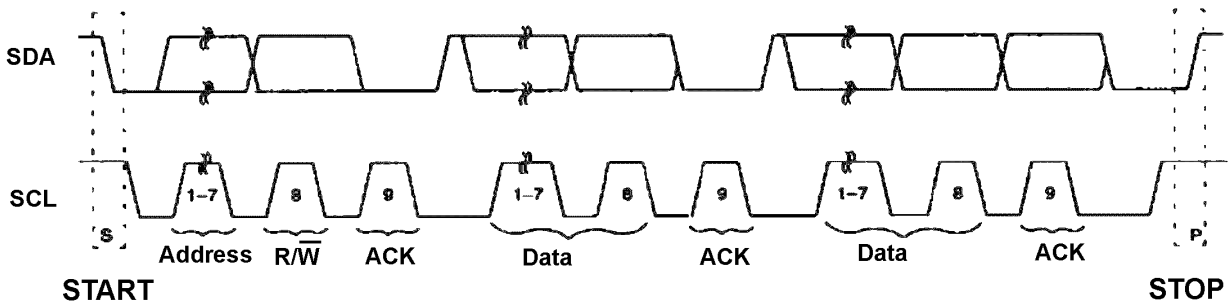 SDA
SCL
1-7 8 9 1-7 8 9 1-7 8 9
S P
Address R/W̅ ACK Data ACK Data ACK
START STOP